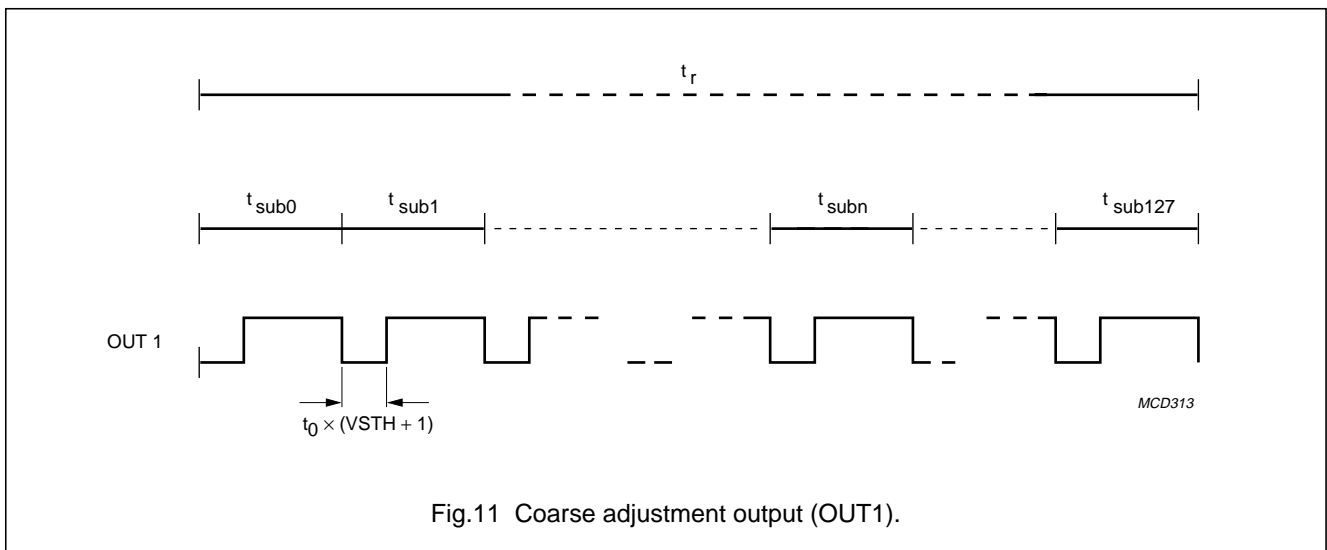 t r
t sub0 t sub1 t subn t sub127
OUT 1
t0 × (VSTH + 1)
MCD313
Fig.11 Coarse adjustment output (OUT1).